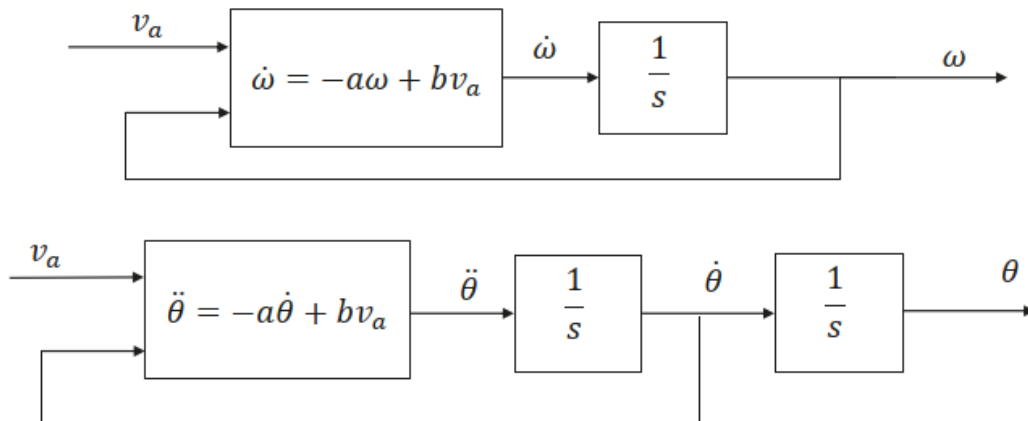 v_a
ω̇ = −aω + bv_a
ω̇
1/s
ω
v_a
θ̈ = −aθ̇ + bv_a
θ̈
1/s
θ̇
1/s
θ